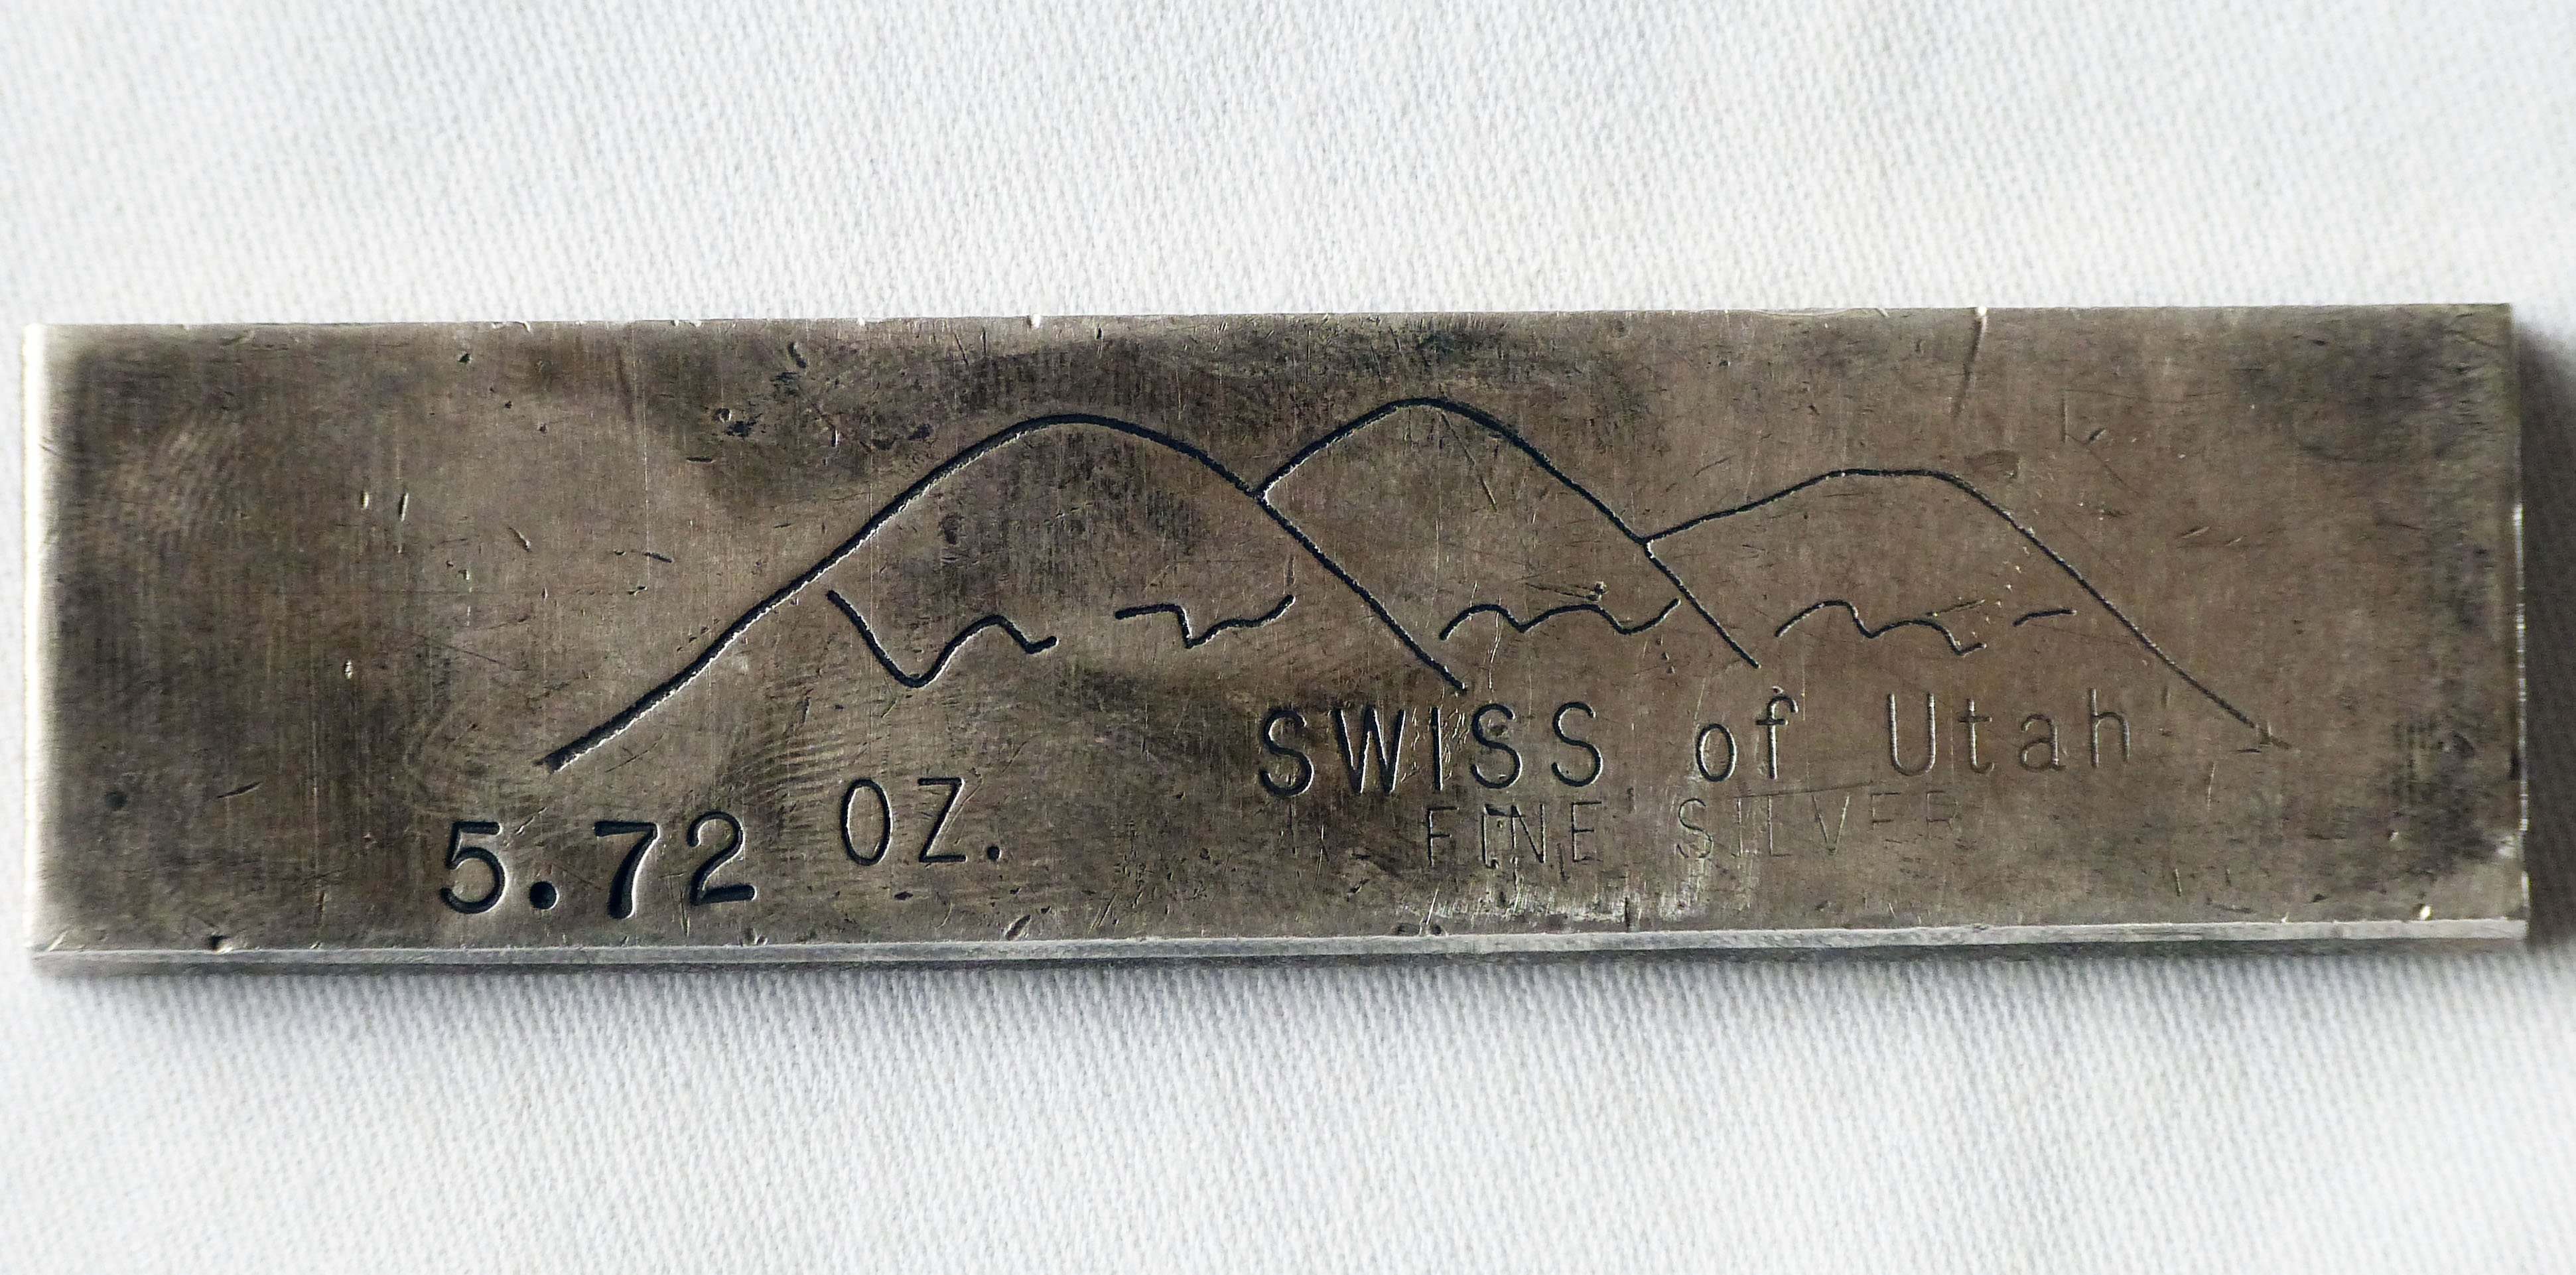 SWISS of Utah
5.72 OZ.
FINE SILVER